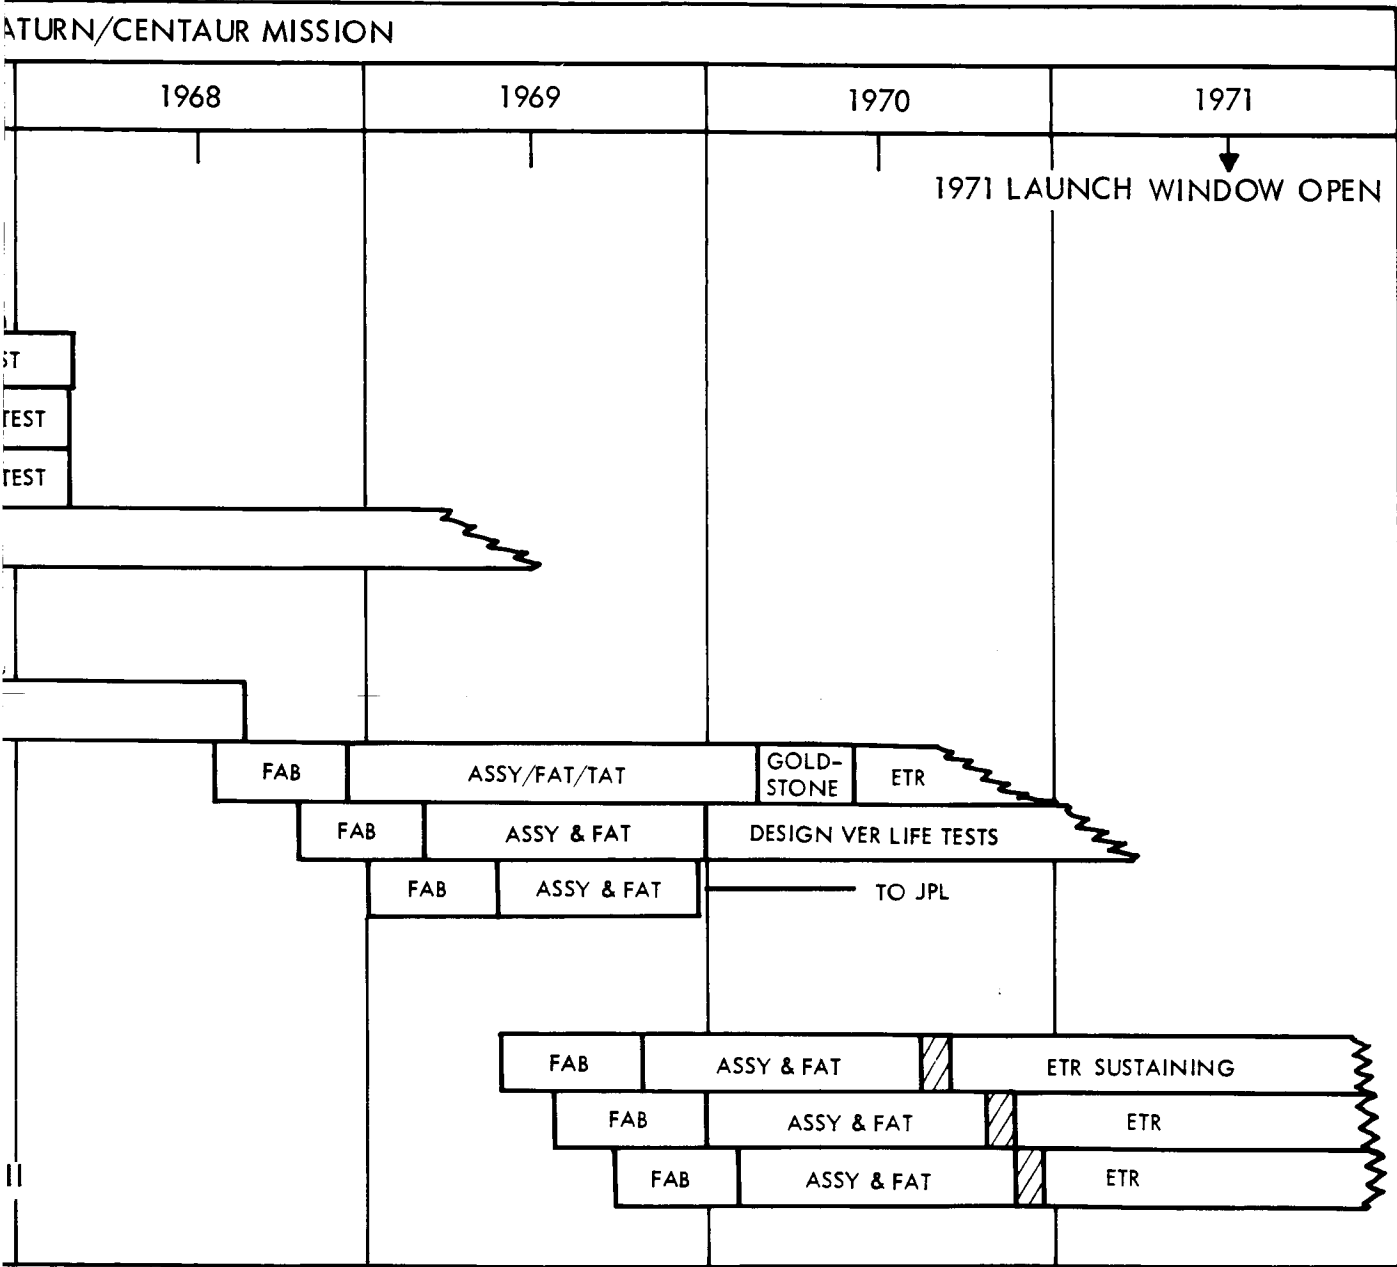 ATURN/CENTAUR MISSION
1968 1969 1970 1971
1971 LAUNCH WINDOW OPEN
ST
TEST
TEST
FAB ASSY/FAT/TAT GOLD-
STONE ETR
FAB ASSY & FAT DESIGN VER LIFE TESTS
FAB ASSY & FAT TO JPL
FAB ASSY & FAT ETR SUSTAINING
FAB ASSY & FAT ETR
II FAB ASSY & FAT ETR